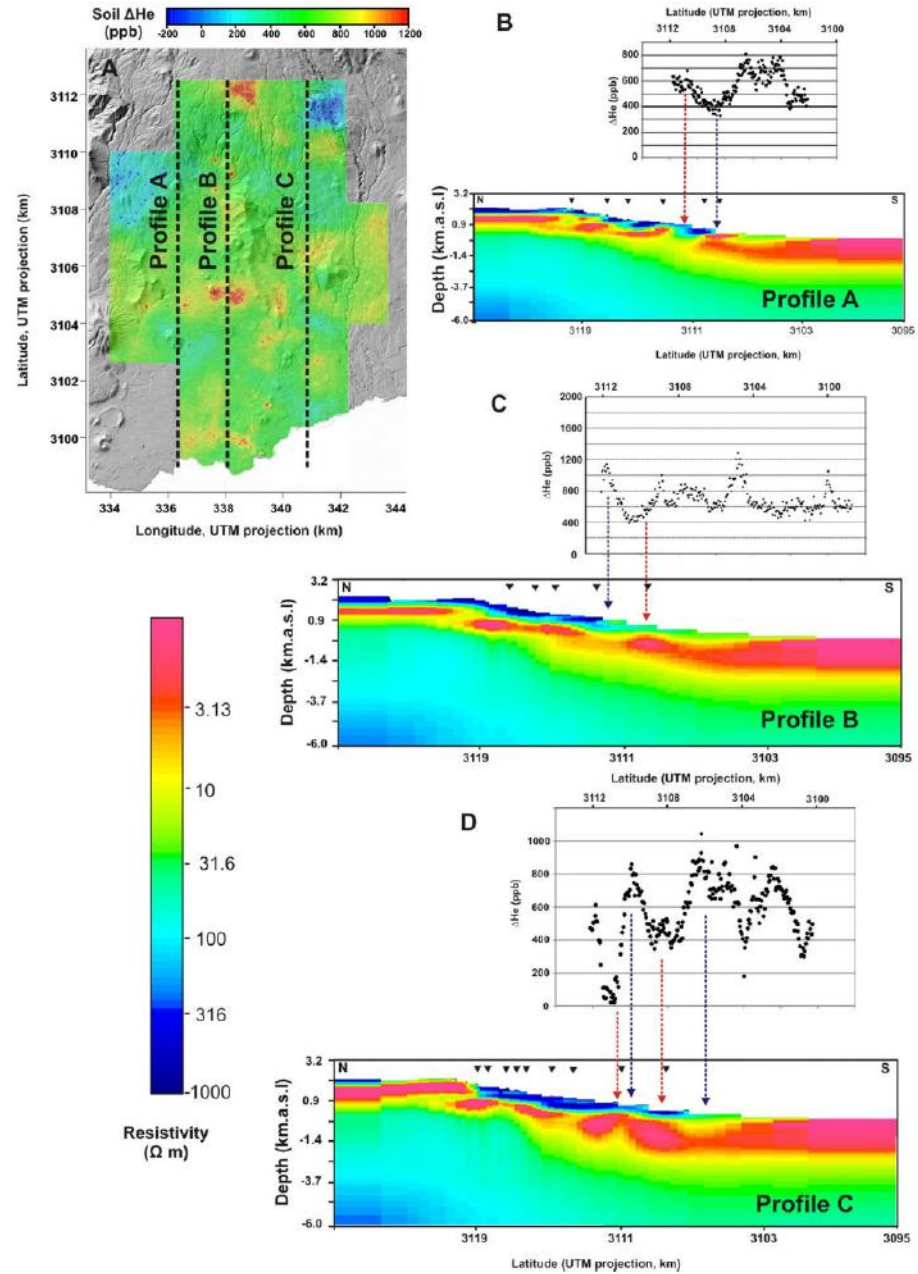 Soil ΔHe
(ppb)
-200 0 200 400 600 800 1000 1200
A
3112
3110
3108
3106
3104
3102
3100
Latitude, UTM projection (km)
Profile A
Profile B
Profile C
334 336 338 340 342 344
Longitude, UTM projection (km)
B
Latitude (UTM projection, km)
3112 3108 3104 3100
ΔHe (ppb)
800
600
400
300
200
0
3.2
0.9
-1.4
-3.7
-6.0
Depth (km.a.s.l)
N S
Profile A
3119 3111 3103 3095
Latitude (UTM projection, km)
C
3112 3108 3104 3100
ΔHe (ppb)
2000
1600
1200
800
400
0
3.2
0.9
-1.4
-3.7
-6.0
Depth (km.a.s.l)
N S
Profile B
3119 3111 3103 3095
Latitude (UTM projection, km)
D
3112 3108 3104 3100
ΔHe (ppb)
1000
800
600
400
200
0
3.2
0.9
-1.4
-3.7
-6.0
Depth (km.a.s.l)
N S
Profile C
3119 3111 3103 3095
Latitude (UTM projection, km)
3.13
10
31.6
100
316
1000
Resistivity
(Ω m)